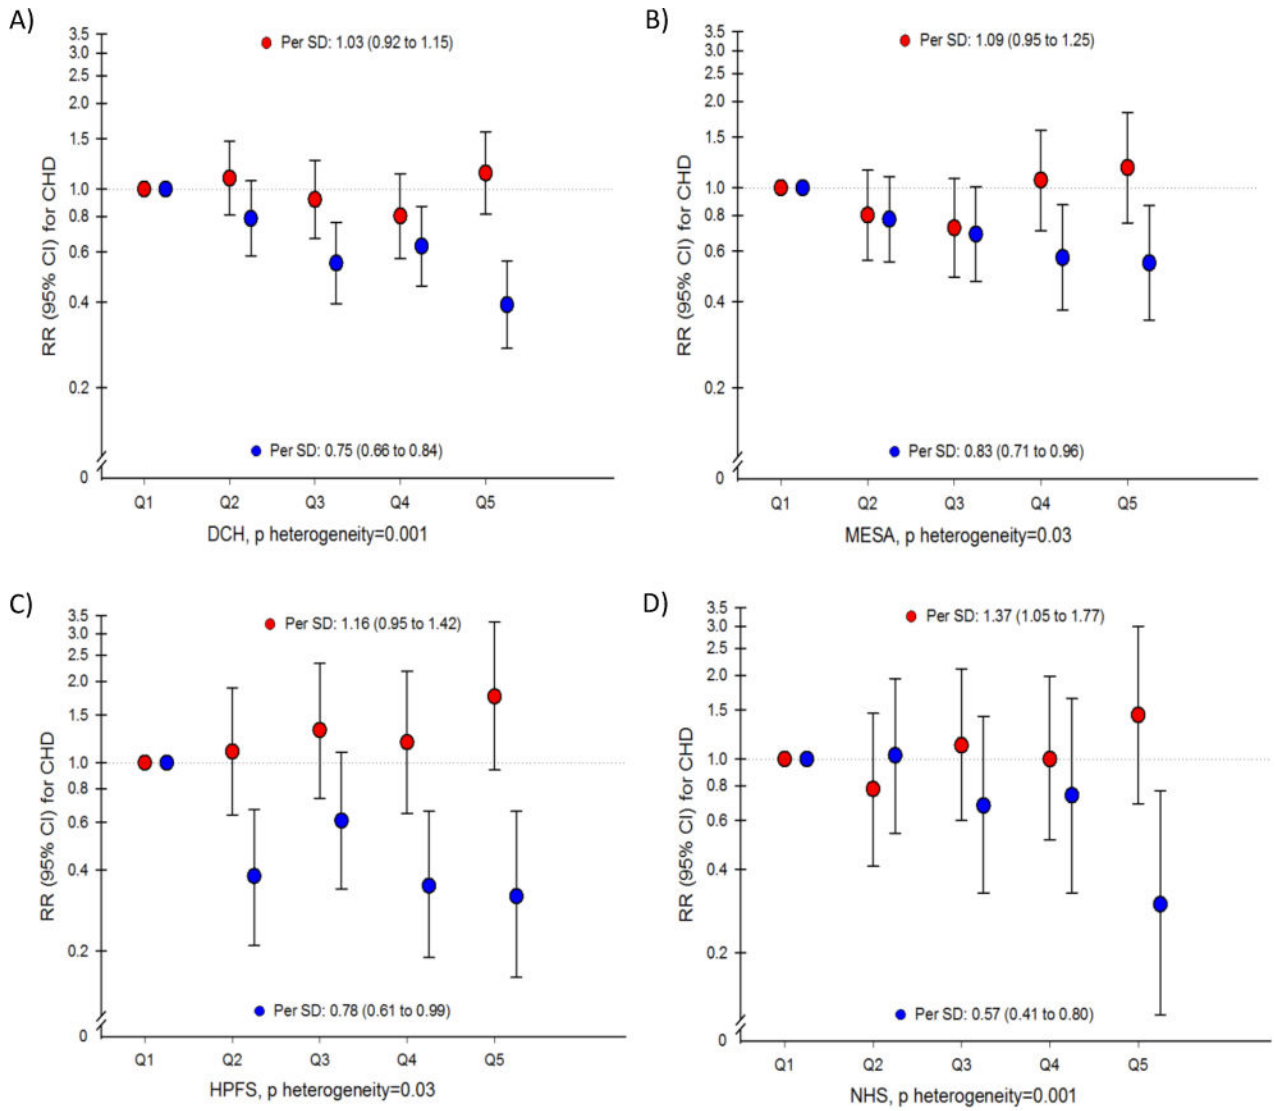 A)
Per SD: 1.03 (0.92 to 1.15)
3.5
3.0
2.5
2.0
1.5
1.0
0.8
0.6
0.4
0.2
0
RR (95% CI) for CHD
Per SD: 0.75 (0.66 to 0.84)
Q1 Q2 Q3 Q4 Q5
DCH, p heterogeneity=0.001
B)
Per SD: 1.09 (0.95 to 1.25)
3.5
3.0
2.5
2.0
1.5
1.0
0.8
0.6
0.4
0.2
0
RR (95% CI) for CHD
Per SD: 0.83 (0.71 to 0.96)
Q1 Q2 Q3 Q4 Q5
MESA, p heterogeneity=0.03
C)
Per SD: 1.16 (0.95 to 1.42)
3.5
3.0
2.5
2.0
1.5
1.0
0.8
0.6
0.4
0.2
0
RR (95% CI) for CHD
Per SD: 0.78 (0.61 to 0.99)
Q1 Q2 Q3 Q4 Q5
HPFS, p heterogeneity=0.03
D)
Per SD: 1.37 (1.05 to 1.77)
3.5
3.0
2.5
2.0
1.5
1.0
0.8
0.6
0.4
0.2
0
RR (95% CI) for CHD
Per SD: 0.57 (0.41 to 0.80)
Q1 Q2 Q3 Q4 Q5
NHS, p heterogeneity=0.001